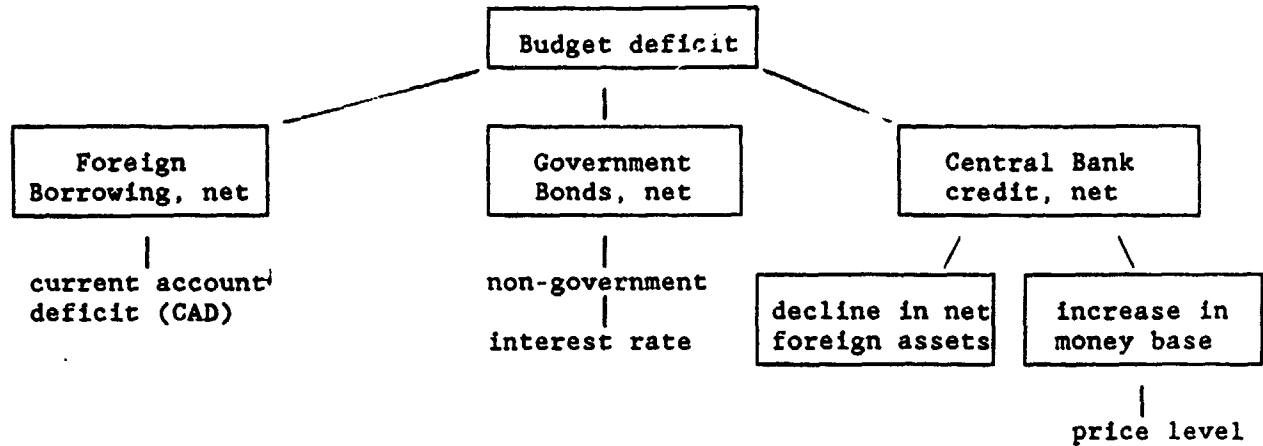 Budget deficit
Foreign
Borrowing, net
Government
Bonds, net
Central Bank
credit, net
current account
deficit (CAD)
non-government
interest rate
decline in net
foreign assets
increase in
money base
price level